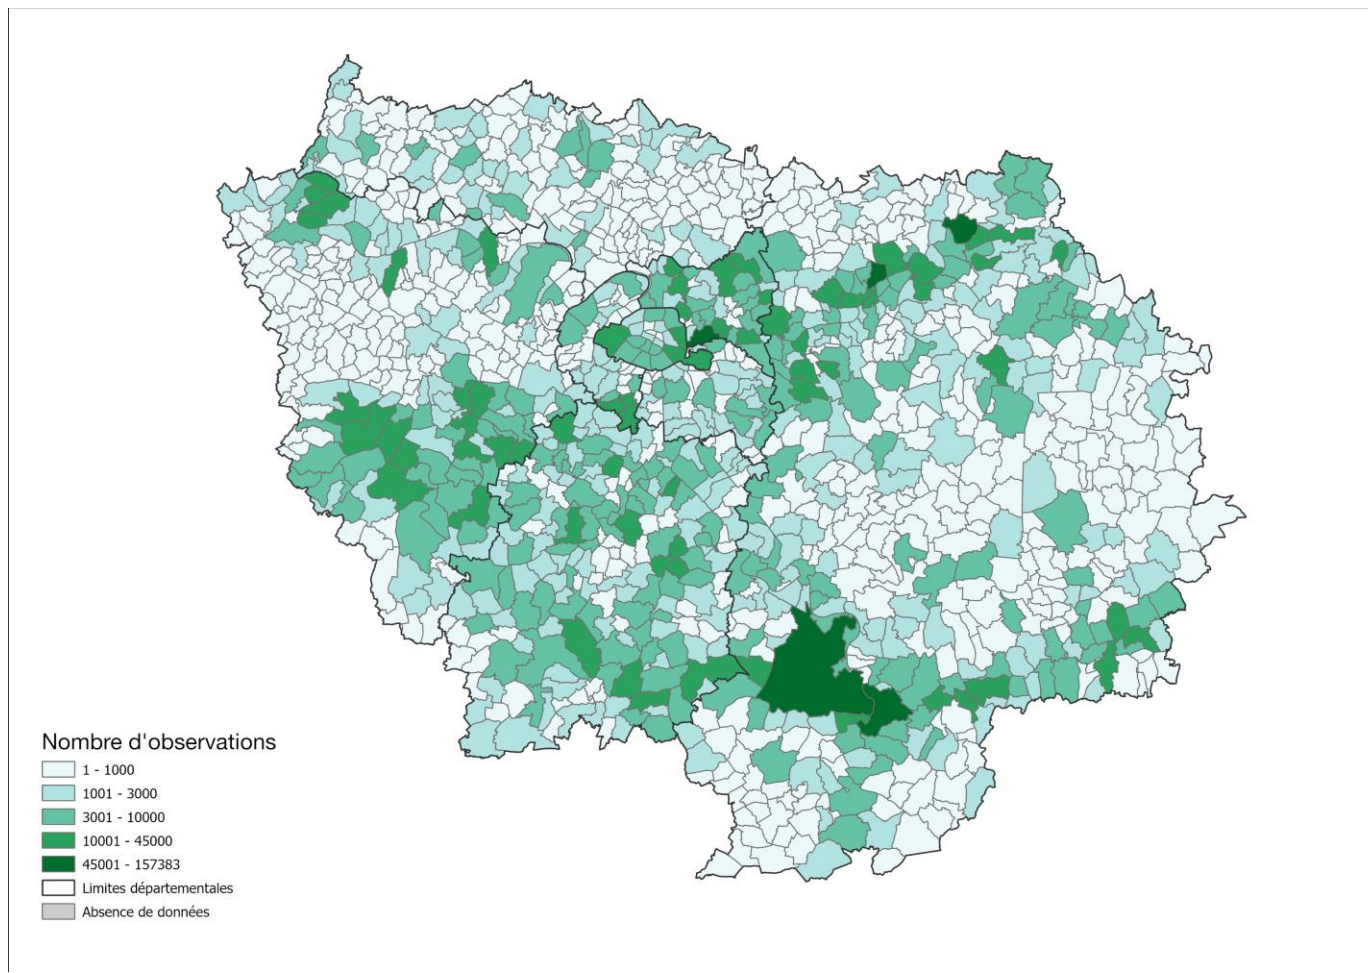 Nombre d'observations
1 - 1000
1001 - 3000
3001 - 10000
10001 - 45000
45001 - 157383
Limites départementales
Absence de données